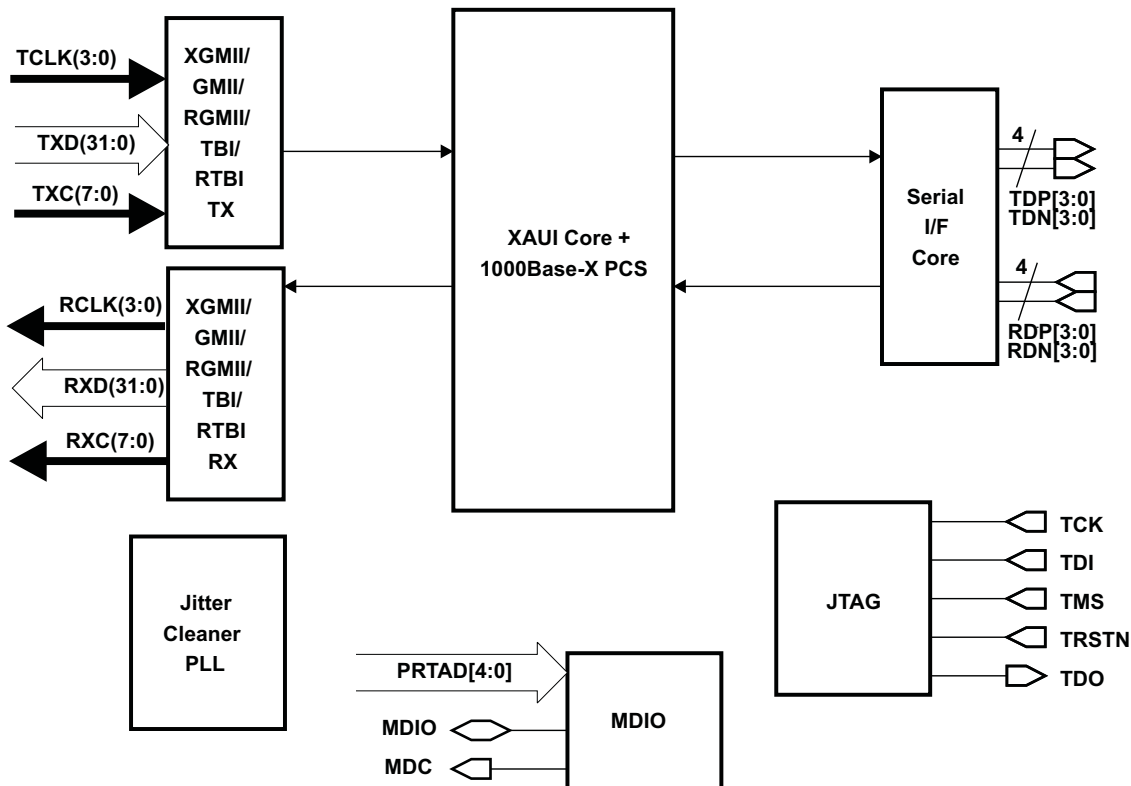 TCLK(3:0)
TXD(31:0)
TXC(7:0)
XGMII/
GMII/
RGMII/
TBI/
RTBI
TX
RCLK(3:0)
RXD(31:0)
RXC(7:0)
XGMII/
GMII/
RGMII/
TBI/
RTBI
RX
XAUI Core +
1000Base-X PCS
Serial
I/F
Core
4
TDP[3:0]
TDN[3:0]
4
RDP[3:0]
RDN[3:0]
Jitter
Cleaner
PLL
PRTAD[4:0]
MDIO
MDC
MDIO
JTAG
TCK
TDI
TMS
TRSTN
TDO